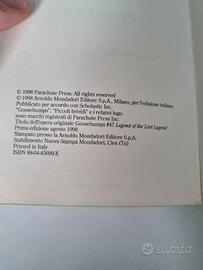 © 1996 Parachute Press. All rights reserved
© 1998 Arnoldo Mondadori Editore S.p.A., Milano, per l'edizione italiana
Pubblicato per accordo con Scholastic Inc.
"Goosebumps", "Piccoli brividi" e i relativi logo
sono marchi registrati di Parachute Press Inc.
Titolo dell'opera originale Goosebumps #47 Legend of the Lost Legend
Prima edizione agosto 1998
Stampato presso la Arnoldo Mondadori Editore S.p.A.
Stabilimento Nuova Stampa Mondadori, Cles (Tn)
Printed in Italy
ISBN 88-04-45099-X
subito